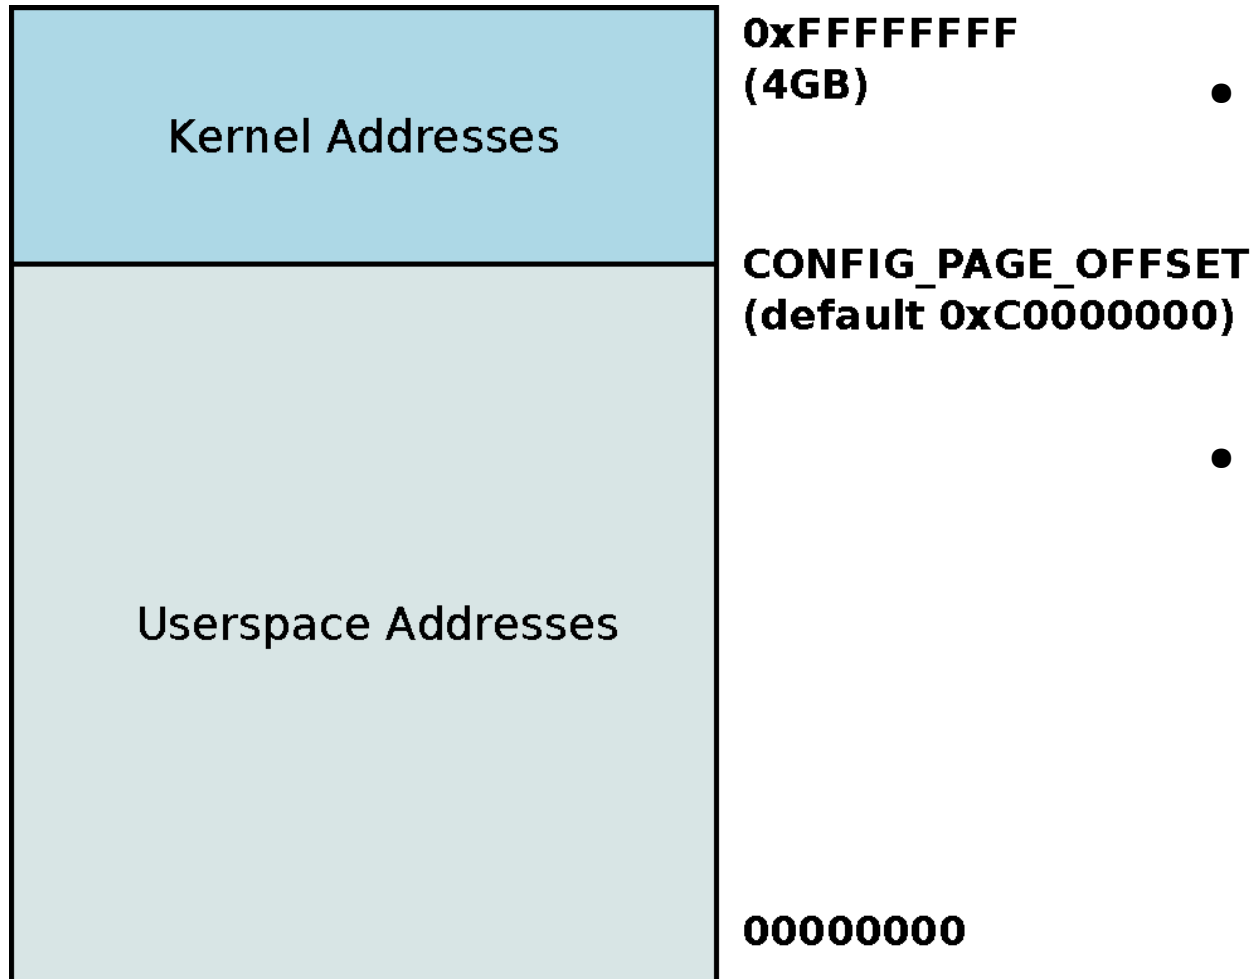 0xFFFFFFFF
(4GB)
•
Kernel Addresses
CONFIG_PAGE_OFFSET
(default 0xC0000000)
•
Userspace Addresses
00000000